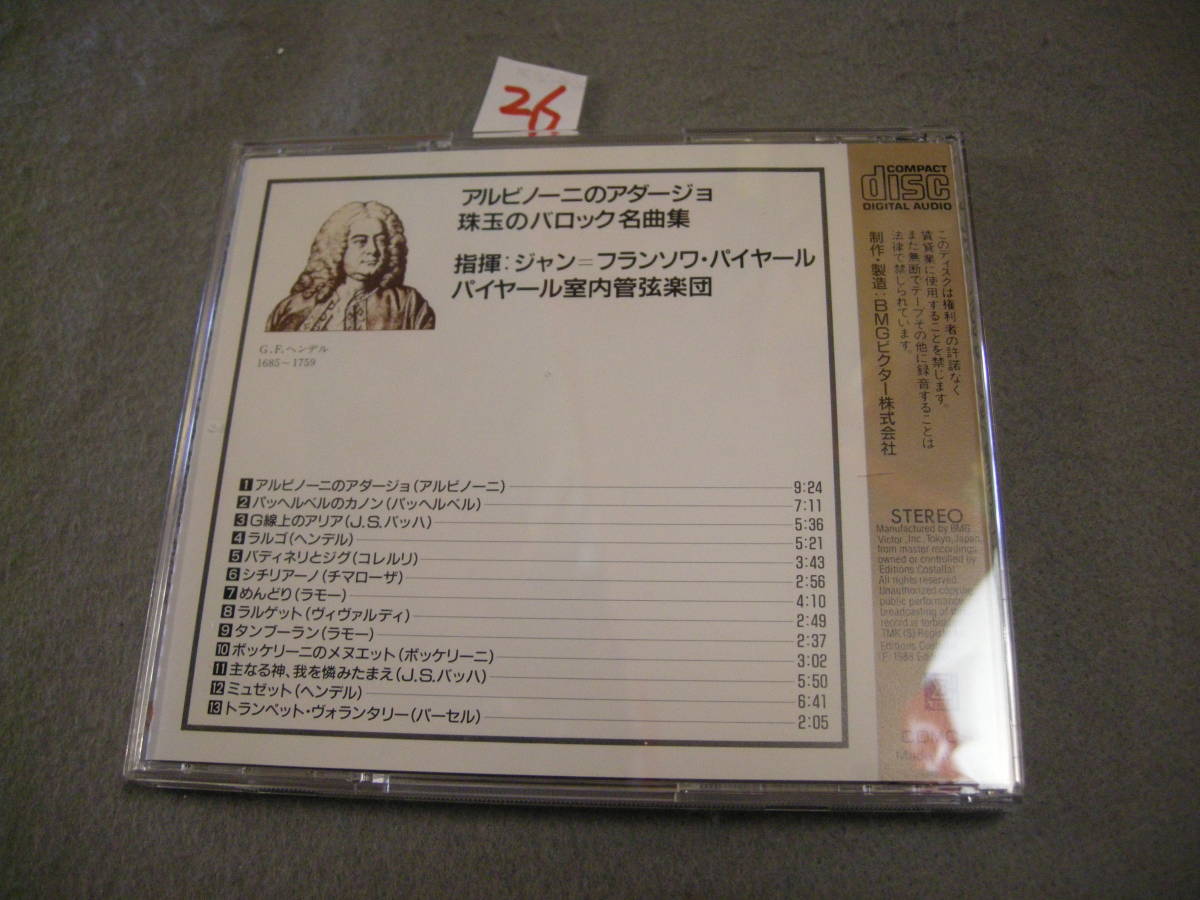 26
アルビノーニのアダージョ
珠玉のバロック名曲集
指揮:ジャン=フランソワ・パイヤール
パイヤール室内管弦楽団
G.F.ヘンデル
1685~1759
1 アルビノーニのアダージョ(アルビノーニ) 9:24
2 パッヘルベルのカノン(パッヘルベル) 7:11
3 G線上のアリア(J.S.バッハ) 5:36
4 ラルゴ(ヘンデル) 5:21
5 バディネリとジグ(コレルリ) 3:43
6 シチリアーノ(チマローザ) 2:56
7 めんどり(ラモー) 4:10
8 ラルゲット(ヴィヴァルディ) 2:49
9 タンブーラン(ラモー) 2:37
10 ボッケリーニのメヌエット(ボッケリーニ) 3:02
11 主なる神、我を憐みたまえ(J.S.バッハ) 5:50
12 ミュゼット(ヘンデル) 6:41
13 トランペット・ヴォランタリー(パーセル) 2:05
COMPACT
disc
DIGITAL AUDIO
このディスクは権利者の許諾なく
賃貸業に使用することを禁じます。
また無断でテープその他に録音することは
法律で禁じられています。
制作・製造:BMGビクター株式会社
STEREO
Manufactured by BMG
Victor, Inc., Tokyo, Japan,
from master recordings
owned or controlled by
Editions Costallat
All rights reserved.
Unauthorized
public performance
broadcasting of
record is
TMK (S)
Editions
1988